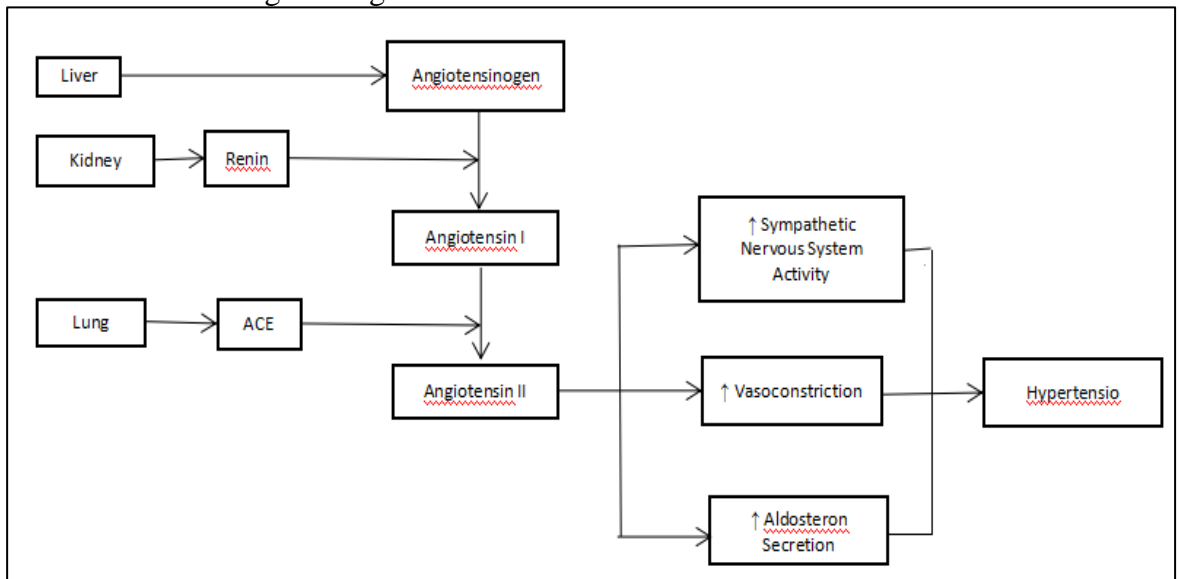 Liver
Angiotensinogen
Kidney
Renin
Angiotensin I
↑ Sympathetic
Nervous System
Activity
Lung
ACE
Angiotensin II
↑ Vasoconstriction
Hypertensio
↑ Aldosteron
Secretion